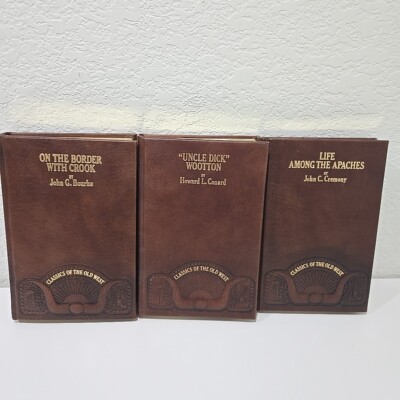 ON THE BORDER
WITH CROOK
BY
John G. Bourke
CLASSICS OF THE OLD WEST
"UNCLE DICK"
WOOTTON
BY
Howard L. Conard
CLASSICS OF THE OLD WEST
LIFE
AMONG THE APACHES
BY
John C. Cremony
CLASSICS OF THE OLD WEST